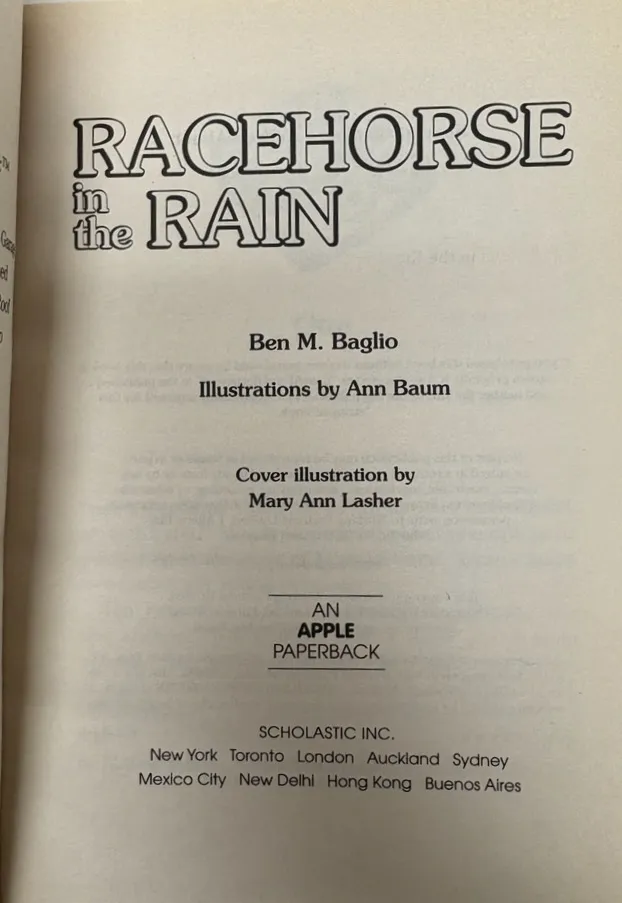 RACEHORSE
in
the RAIN
Ben M. Baglio
Illustrations by Ann Baum
Cover illustration by
Mary Ann Lasher
AN
APPLE
PAPERBACK
SCHOLASTIC INC.
New York Toronto London Auckland Sydney
Mexico City New Delhi Hong Kong Buenos Aires